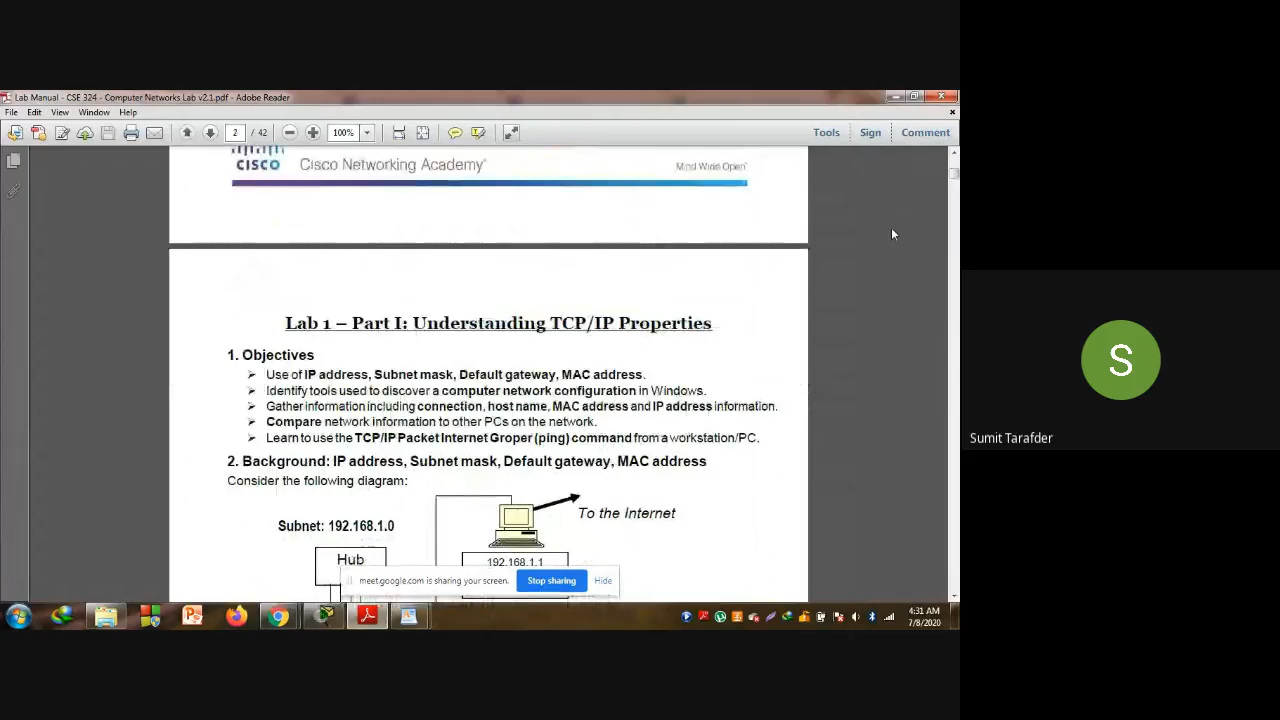 Lab Manual - CSE 324 - Computer Networks Lab v2.1.pdf - Adobe Reader
File Edit View Window Help
2 / 42 100% Tools Sign Comment
CISCO Cisco Networking Academy® Mind Wide Open™
Lab 1 – Part I: Understanding TCP/IP Properties
1. Objectives
➢ Use of IP address, Subnet mask, Default gateway, MAC address.
➢ Identify tools used to discover a computer network configuration in Windows.
➢ Gather information including connection, host name, MAC address and IP address information.
➢ Compare network information to other PCs on the network.
➢ Learn to use the TCP/IP Packet Internet Groper (ping) command from a workstation/PC.
2. Background: IP address, Subnet mask, Default gateway, MAC address
Consider the following diagram:
To the Internet
Subnet: 192.168.1.0
Hub
192.168.1.1
meet.google.com is sharing your screen. Stop sharing Hide
4:31 AM
7/8/2020
S
Sumit Tarafder